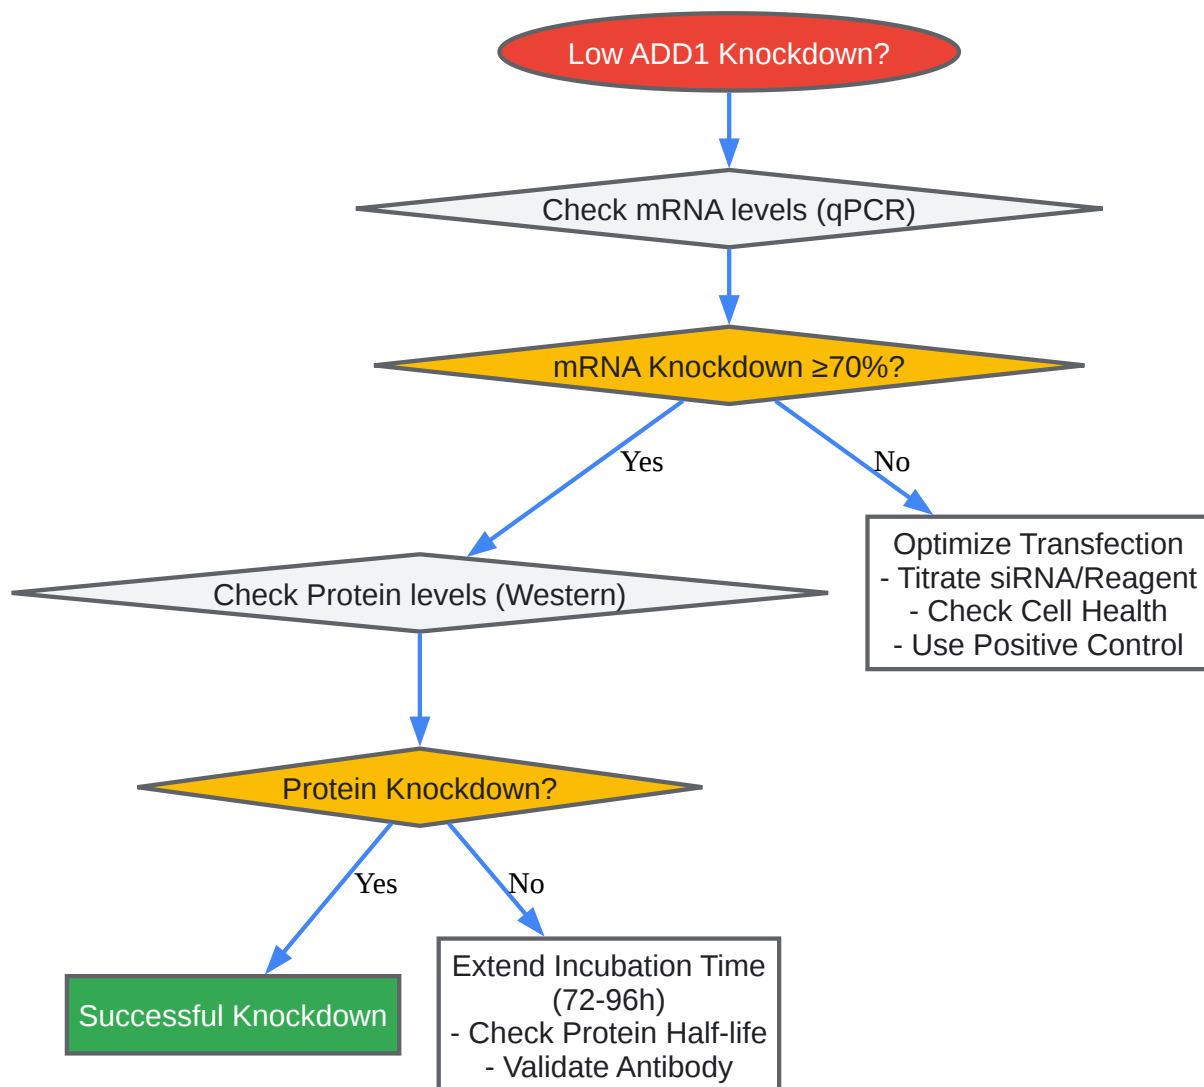 Low ADD1 Knockdown?
Check mRNA levels (qPCR)
mRNA Knockdown ≥70%?
Yes
No
Optimize Transfection
- Titrate siRNA/Reagent
- Check Cell Health
- Use Positive Control
Check Protein levels (Western)
Protein Knockdown?
Yes
No
Successful Knockdown
Extend Incubation Time
(72-96h)
- Check Protein Half-life
- Validate Antibody